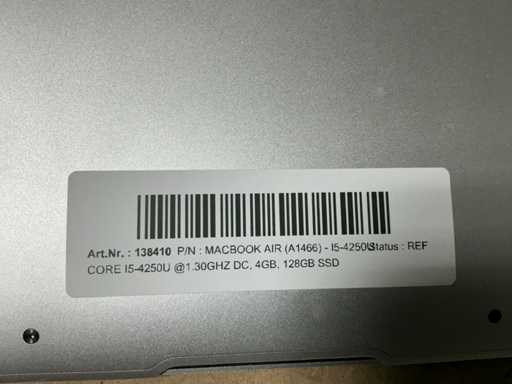 Art.Nr. : 138410 P/N : MACBOOK AIR (A1466) - I5-4250U Status : REF
CORE I5-4250U @1.30GHZ DC, 4GB, 128GB SSD